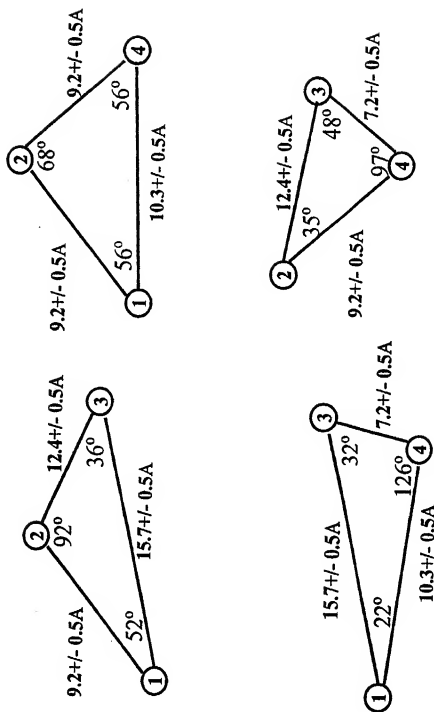 2
9.2+/- 0.5A
92°
12.4+/- 0.5A
52°
36°
3
15.7+/- 0.5A
1
2
9.2+/- 0.5A
68°
9.2+/- 0.5A
56°
56°
4
1
10.3+/- 0.5A
15.7+/- 0.5A
3
32°
7.2+/- 0.5A
1
22°
126°
4
10.3+/- 0.5A
12.4+/- 0.5A
3
2
35°
48°
7.2+/- 0.5A
9.2+/- 0.5A
97°
4